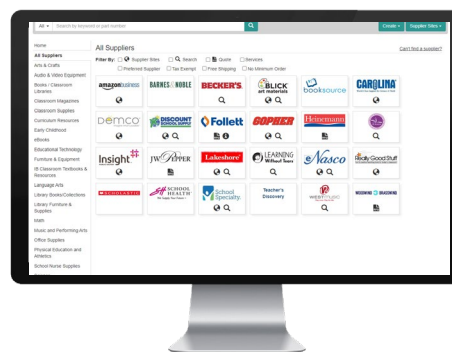 All
Search by keyword or part number
Create
Supplier Sites
Home
All Suppliers
Arts & Crafts
Audio & Video Equipment
Books / Classroom
Libraries
Classroom Magazines
Classroom Supplies
Curriculum Resources
Early Childhood
eBooks
Educational Technology
Furniture & Equipment
IB Classroom Textbooks &
Resources
Language Arts
Library Books/Collections
Library Furniture &
Supplies
Math
Music and Performing Arts
Office Supplies
Physical Education and
Athletics
School Nurse Supplies
All Suppliers
Can't find a supplier?
Filter By: Supplier Sites Search Quote Services
Preferred Supplier Tax Exempt Free Shipping No Minimum Order
amazonbusiness
BARNES & NOBLE
BECKER'S
BLICK
art materials
booksource
CAROLINA
DEMCO
DISCOUNT
SCHOOL SUPPLY
Follett
GOPHER
Heinemann
Insight
JW PEPPER
Lakeshore
LEARNING
Without Tears
Nasco
Really Good Stuff
SCHOLASTIC
SCHOOL
HEALTH
School
Specialty
Teacher's
Discovery
WEST MUSIC
WOODWIND BRASSWIND